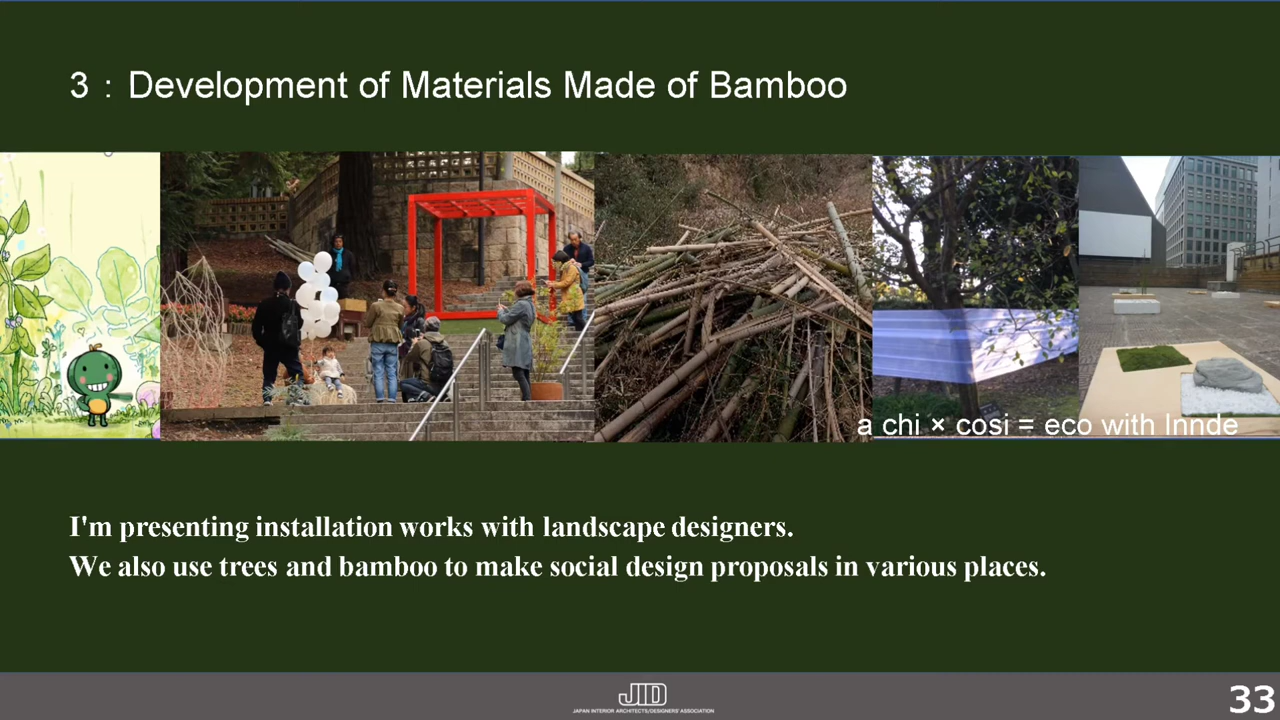 3：Development of Materials Made of Bamboo
a chi × cosi = eco with Innde
I'm presenting installation works with landscape designers.
We also use trees and bamboo to make social design proposals in various places.
JID
JAPAN INTERIOR ARCHITECTS/DESIGNERS' ASSOCIATION
33